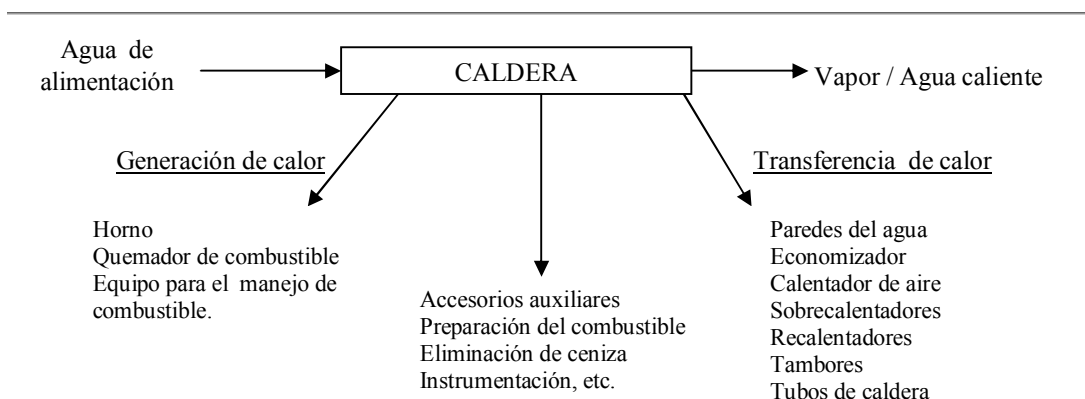 Agua de
alimentación
CALDERA
Vapor / Agua caliente
Generación de calor
Transferencia de calor
Horno
Quemador de combustible
Equipo para el manejo de
combustible.
Accesorios auxiliares
Preparación del combustible
Eliminación de ceniza
Instrumentación, etc.
Paredes del agua
Economizador
Calentador de aire
Sobrecalentadores
Recalentadores
Tambores
Tubos de caldera